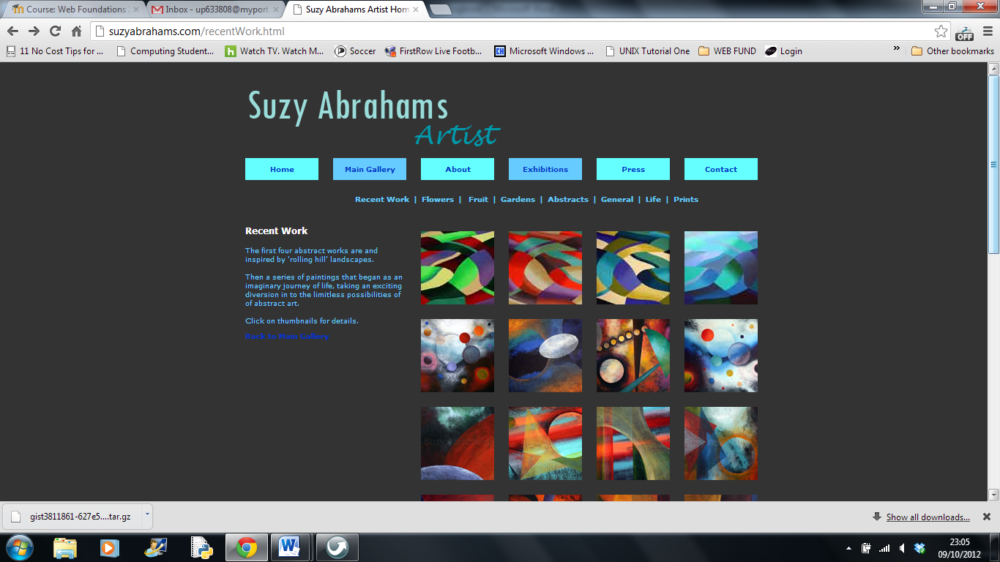 Course: Web Foundations
Inbox - up633808@myport
Suzy Abrahams Artist Hom
suzyabrahams.com/recentWork.html
OFF
11 No Cost Tips for ...
Computing Student...
Watch TV. Watch M...
Soccer
FirstRow Live Footb...
CH
Microsoft Windows ...
UNIX Tutorial One
WEB FUND
Login
»
Other bookmarks
Suzy Abrahams
Artist
Home
Main Gallery
About
Exhibitions
Press
Contact
Recent Work | Flowers | Fruit | Gardens | Abstracts | General | Life | Prints
Recent Work
The first four abstract works are and
inspired by 'rolling hill' landscapes.
Then a series of paintings that began as an
imaginary journey of life, taking an exciting
diversion in to the limitless possibilities of
of abstract art.
Click on thumbnails for details.
Back to Main Gallery
Suzy Abrahams
gist3811861-627e5....tar.gz
Show all downloads...
23:05
09/10/2012